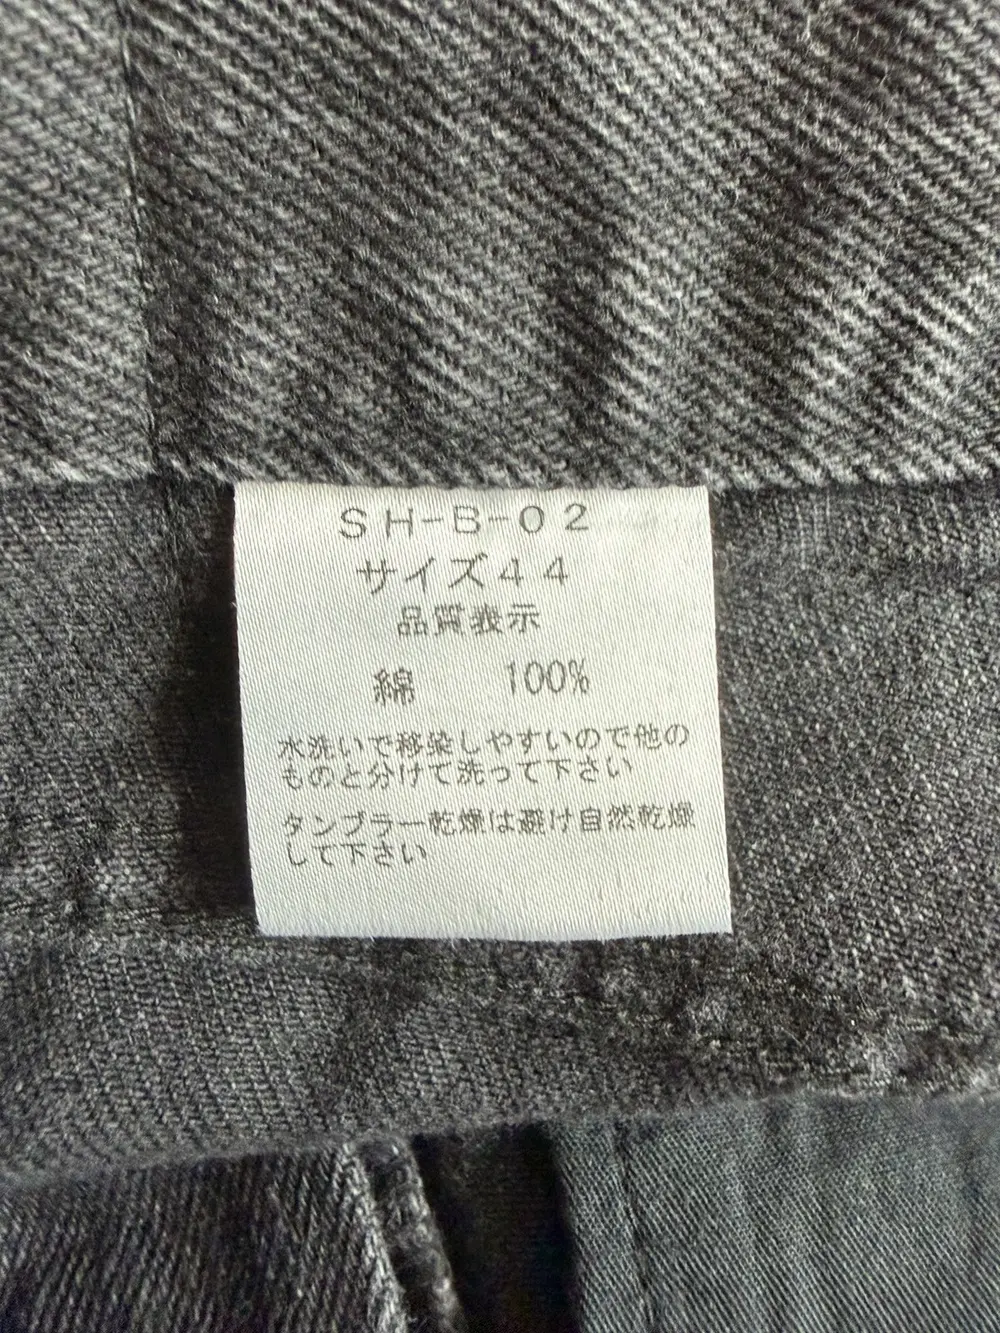 SH-B-02
サイズ44
品質表示
綿 100%
水洗いで移染しやすいので他の
ものと分けて洗って下さい
タンブラー乾燥は避け自然乾燥
して下さい